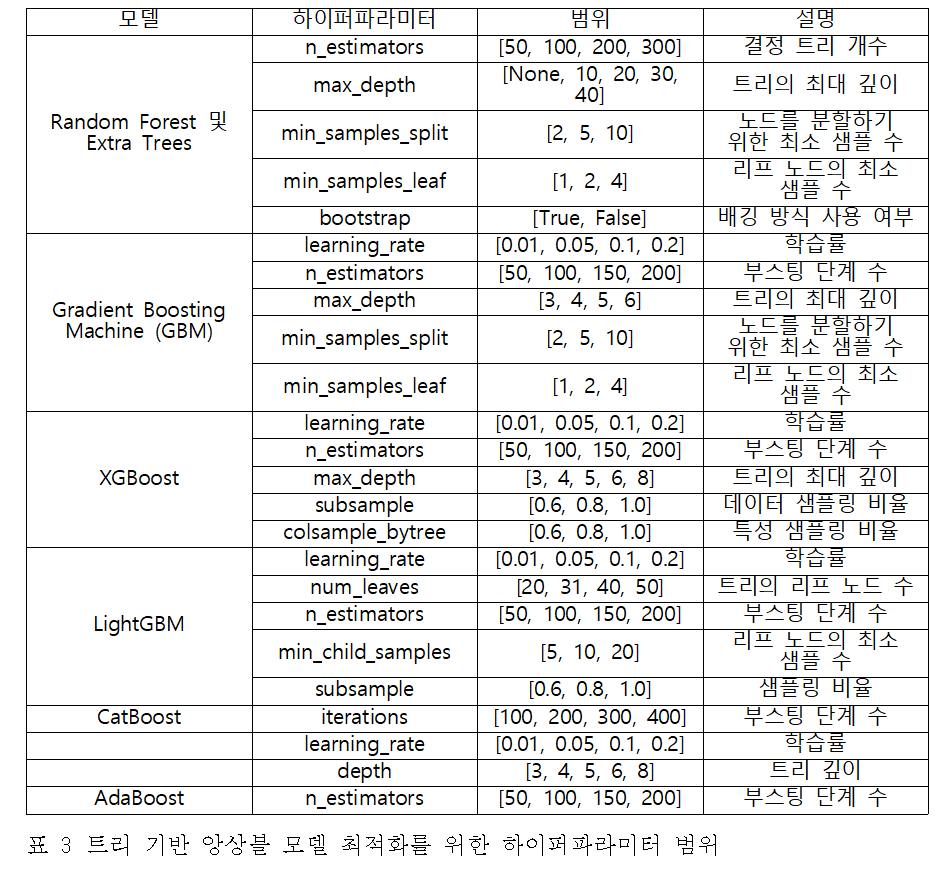 모델 하이퍼파라미터 범위 설명
Random Forest 및
Extra Trees
n_estimators [50, 100, 200, 300] 결정 트리 개수
max_depth [None, 10, 20, 30,
40] 트리의 최대 깊이
min_samples_split [2, 5, 10] 노드를 분할하기
위한 최소 샘플 수
min_samples_leaf [1, 2, 4] 리프 노드의 최소
샘플 수
bootstrap [True, False] 배깅 방식 사용 여부
Gradient Boosting
Machine (GBM)
learning_rate [0.01, 0.05, 0.1, 0.2] 학습률
n_estimators [50, 100, 150, 200] 부스팅 단계 수
max_depth [3, 4, 5, 6] 트리의 최대 깊이
min_samples_split [2, 5, 10] 노드를 분할하기
위한 최소 샘플 수
min_samples_leaf [1, 2, 4] 리프 노드의 최소
샘플 수
XGBoost
learning_rate [0.01, 0.05, 0.1, 0.2] 학습률
n_estimators [50, 100, 150, 200] 부스팅 단계 수
max_depth [3, 4, 5, 6, 8] 트리의 최대 깊이
subsample [0.6, 0.8, 1.0] 데이터 샘플링 비율
colsample_bytree [0.6, 0.8, 1.0] 특성 샘플링 비율
LightGBM
learning_rate [0.01, 0.05, 0.1, 0.2] 학습률
num_leaves [20, 31, 40, 50] 트리의 리프 노드 수
n_estimators [50, 100, 150, 200] 부스팅 단계 수
min_child_samples [5, 10, 20] 리프 노드의 최소
샘플 수
subsample [0.6, 0.8, 1.0] 샘플링 비율
CatBoost iterations [100, 200, 300, 400] 부스팅 단계 수
learning_rate [0.01, 0.05, 0.1, 0.2] 학습률
depth [3, 4, 5, 6, 8] 트리 깊이
AdaBoost n_estimators [50, 100, 150, 200] 부스팅 단계 수
표 3 트리 기반 앙상블 모델 최적화를 위한 하이퍼파라미터 범위